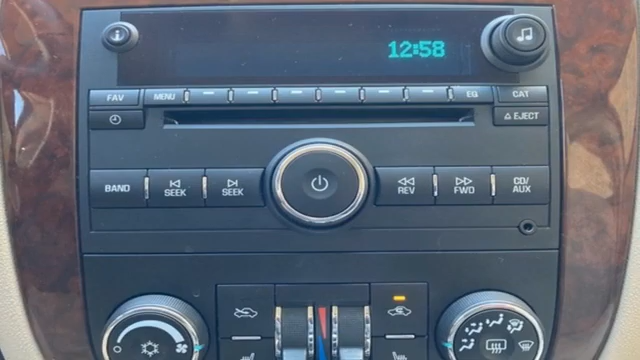 12:58
FAV MENU EQ CAT
EJECT
BAND SEEK SEEK REV FWD CD/
AUX